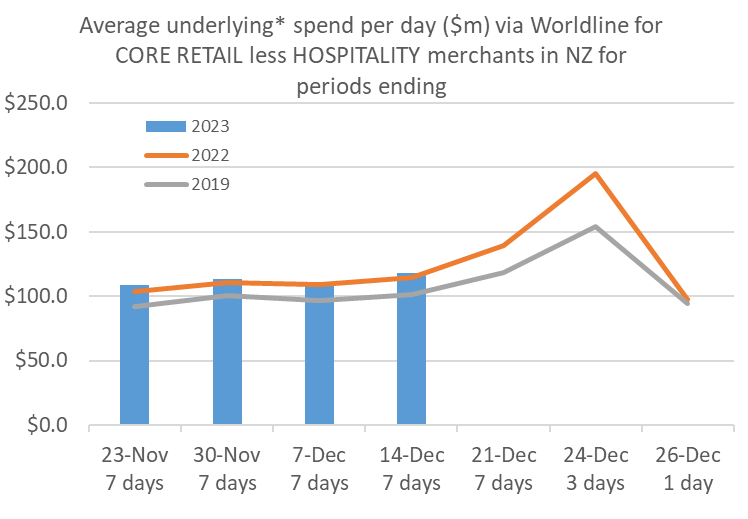 Average underlying* spend per day ($m) via Worldline for
CORE RETAIL less HOSPITALITY merchants in NZ for
periods ending
$250.0
2023
2022
2019
$200.0
$150.0
$100.0
$50.0
$0.0
23-Nov 30-Nov 7-Dec 14-Dec 21-Dec 24-Dec 26-Dec
7 days 7 days 7 days 7 days 7 days 3 days 1 day